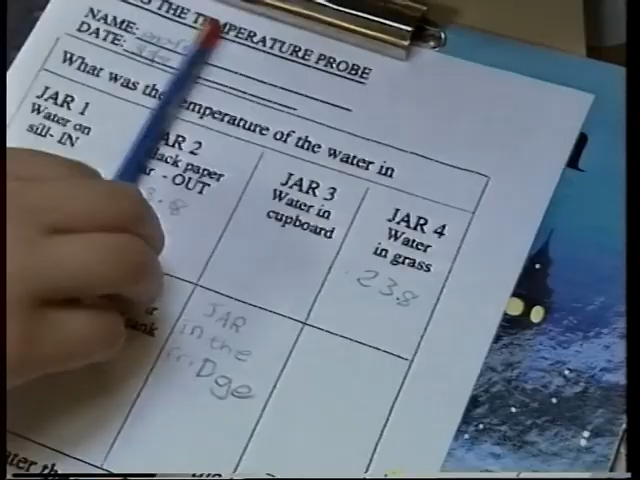 THE TEMPERATURE PROBE
NAME:
DATE:
What was the temperature of the water in
JAR 1
Water on
sill- IN
JAR 2
black paper
- OUT
.8
JAR 3
Water in
cupboard
JAR 4
Water
in grass
23.8
JAR
in the
FriDge